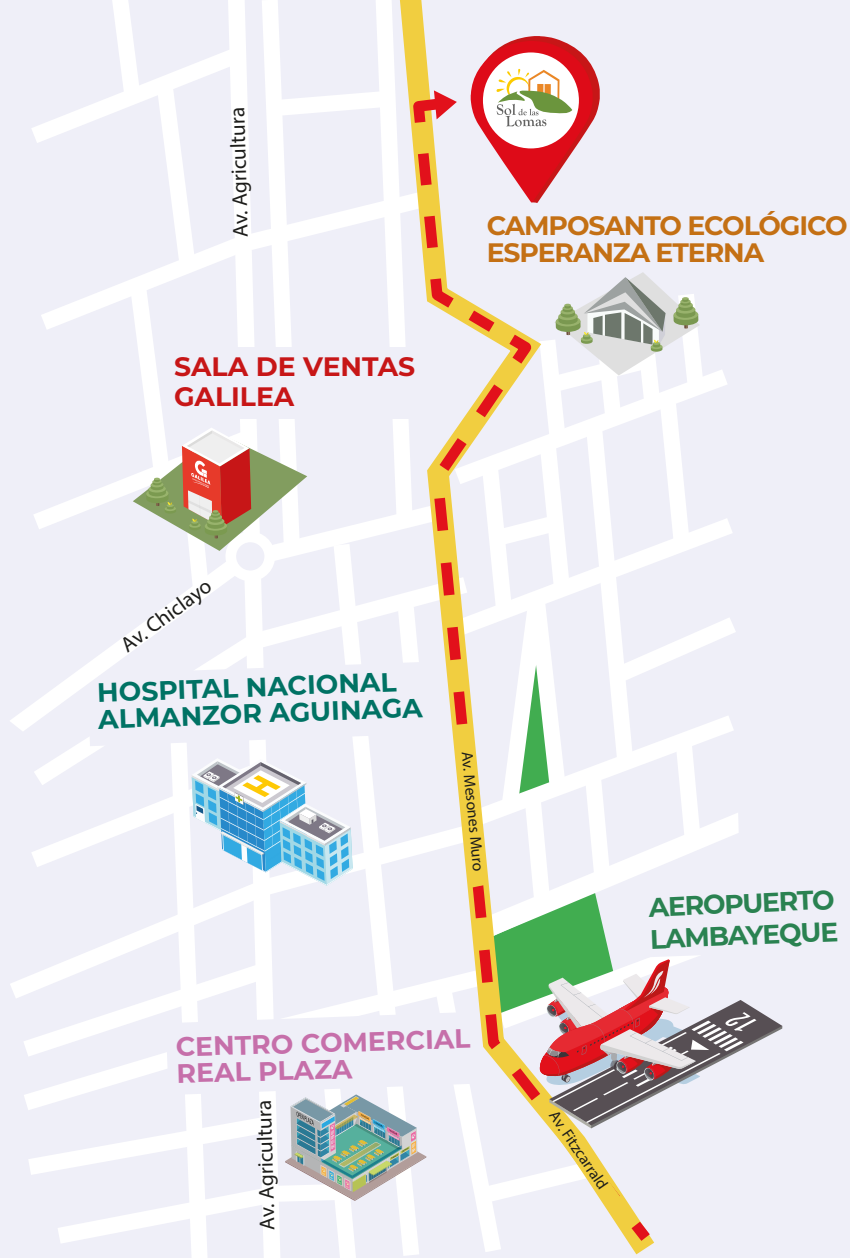 Sol de las
Lomas
Av. Agricultura
CAMPOSANTO ECOLÓGICO
ESPERANZA ETERNA
SALA DE VENTAS
GALILEA
G
GALILEA
Av. Chiclayo
HOSPITAL NACIONAL
ALMANZOR AGUINAGA
H
Av. Mesones Muro
AEROPUERTO
LAMBAYEQUE
12
CENTRO COMERCIAL
REAL PLAZA
Av. Agricultura
Av. Fitzcarrald